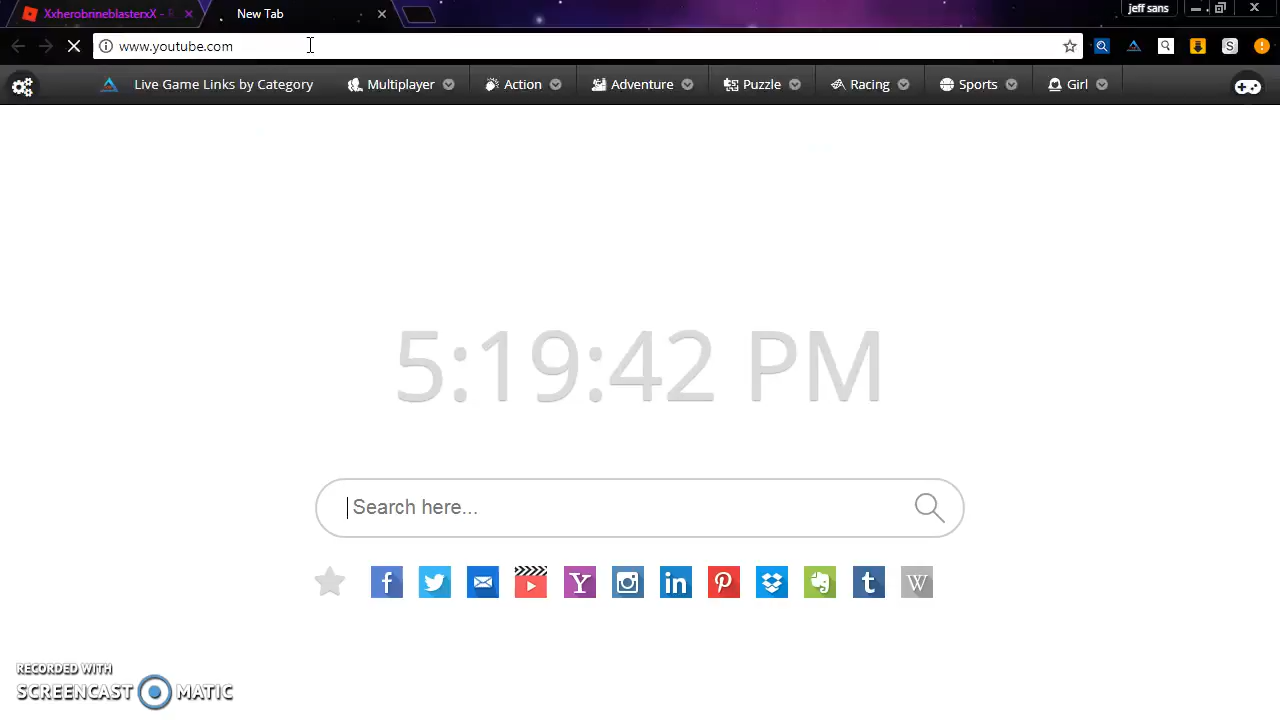 XxherobrineblasterxX -
New Tab
jeff sans
www.youtube.com
Live Game Links by Category
Multiplayer
Action
Adventure
Puzzle
Racing
Sports
Girl
5:19:42 PM
Search here...
RECORDED WITH
SCREENCAST MATIC